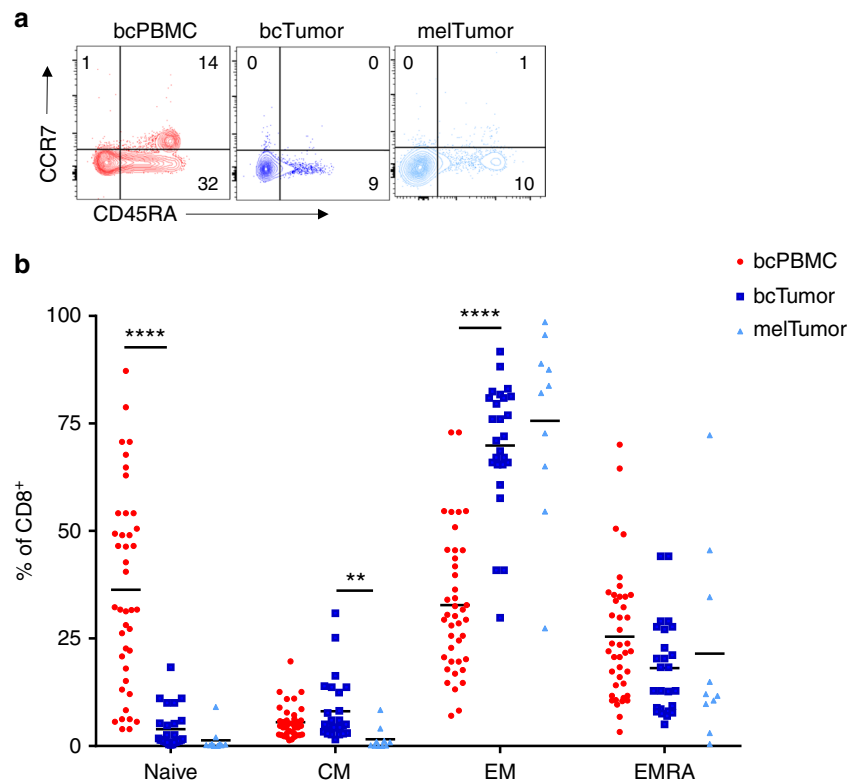 a
bcPBMC bcTumor melTumor
1 14 0 0 0 1
CCR7
32 9 10
CD45RA
b
bcPBMC
bcTumor
melTumor
% of CD8⁺
100
75
50
25
0
**** ** ****
Naive CM EM EMRA